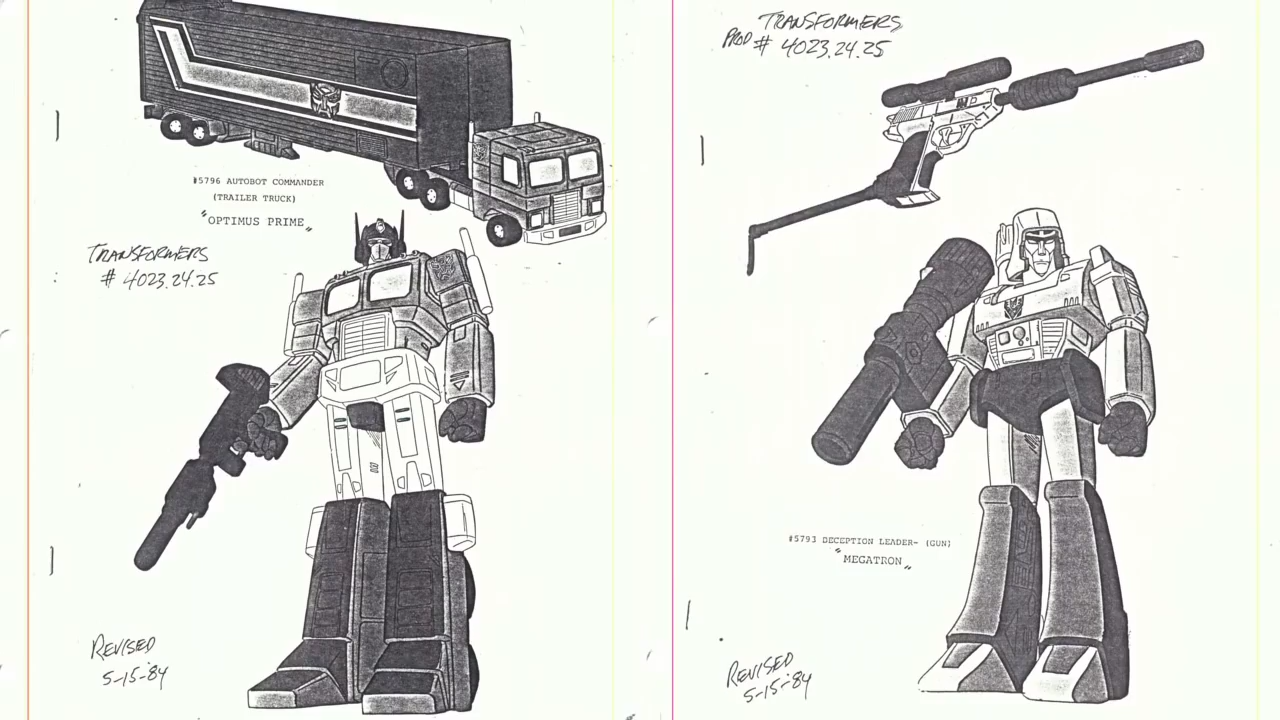 #5796 AUTOBOT COMMANDER
(TRAILER TRUCK)
"OPTIMUS PRIME"
TRANSFORMERS
# 4023.24.25
REVISED
5-15-84
TRANSFORMERS
PROD # 4023.24.25
#5793 DECEPTION LEADER- (GUN)
"MEGATRON"
REVISED
5-15-84